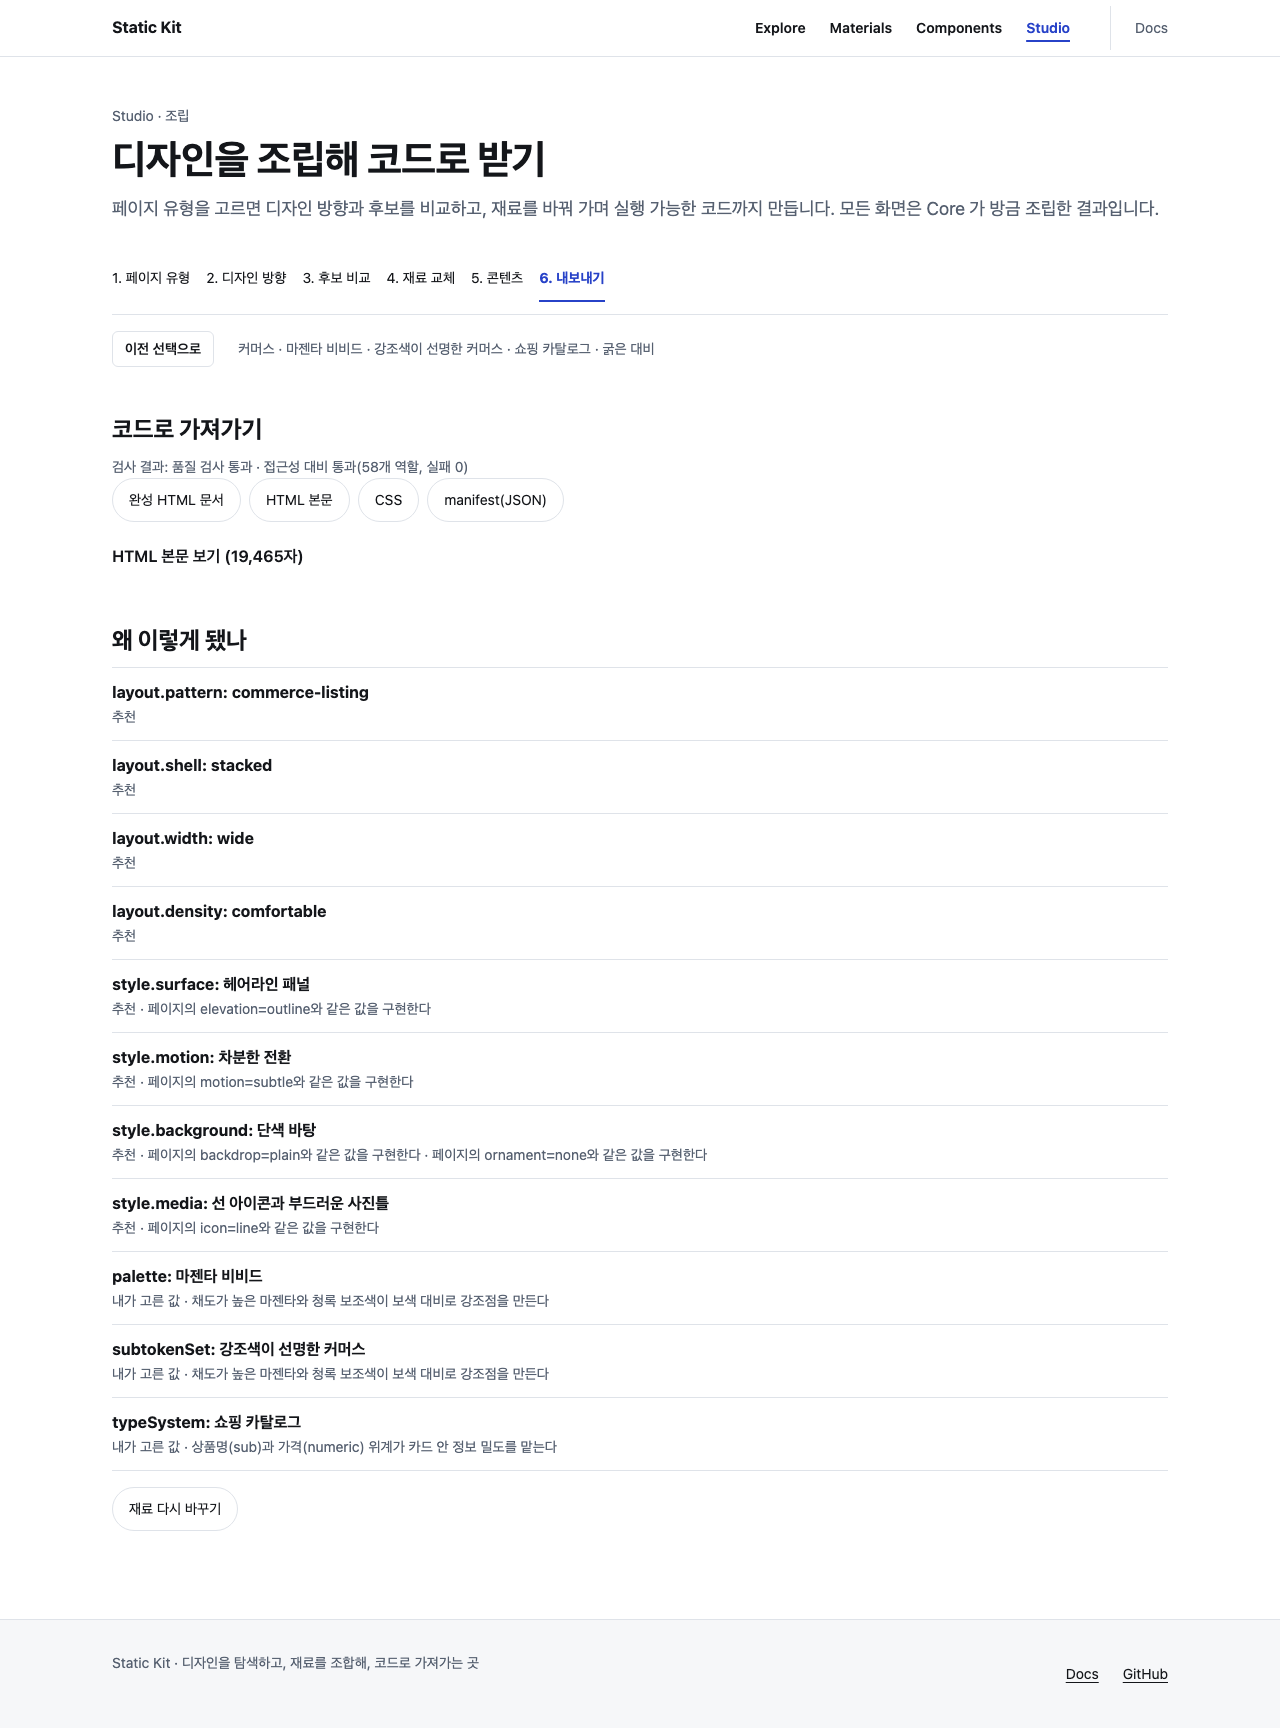 Static Kit
Explore
Materials
Components
Studio
Docs
Studio · 조립
디자인을 조립해 코드로 받기
페이지 유형을 고르면 디자인 방향과 후보를 비교하고, 재료를 바꿔 가며 실행 가능한 코드까지 만듭니다. 모든 화면은 Core 가 방금 조립한 결과입니다.
1. 페이지 유형
2. 디자인 방향
3. 후보 비교
4. 재료 교체
5. 콘텐츠
6. 내보내기
이전 선택으로
커머스 · 마젠타 비비드 · 강조색이 선명한 커머스 · 쇼핑 카탈로그 · 굵은 대비
코드로 가져가기
검사 결과: 품질 검사 통과 · 접근성 대비 통과(58개 역할, 실패 0)
완성 HTML 문서
HTML 본문
CSS
manifest(JSON)
HTML 본문 보기 (19,465자)
왜 이렇게 됐나
layout.pattern: commerce-listing
추천
layout.shell: stacked
추천
layout.width: wide
추천
layout.density: comfortable
추천
style.surface: 헤어라인 패널
추천 · 페이지의 elevation=outline와 같은 값을 구현한다
style.motion: 차분한 전환
추천 · 페이지의 motion=subtle와 같은 값을 구현한다
style.background: 단색 바탕
추천 · 페이지의 backdrop=plain와 같은 값을 구현한다 · 페이지의 ornament=none와 같은 값을 구현한다
style.media: 선 아이콘과 부드러운 사진틀
추천 · 페이지의 icon=line와 같은 값을 구현한다
palette: 마젠타 비비드
내가 고른 값 · 채도가 높은 마젠타와 청록 보조색이 보색 대비로 강조점을 만든다
subtokenSet: 강조색이 선명한 커머스
내가 고른 값 · 채도가 높은 마젠타와 청록 보조색이 보색 대비로 강조점을 만든다
typeSystem: 쇼핑 카탈로그
내가 고른 값 · 상품명(sub)과 가격(numeric) 위계가 카드 안 정보 밀도를 맡는다
재료 다시 바꾸기
Static Kit · 디자인을 탐색하고, 재료를 조합해, 코드로 가져가는 곳
Docs
GitHub